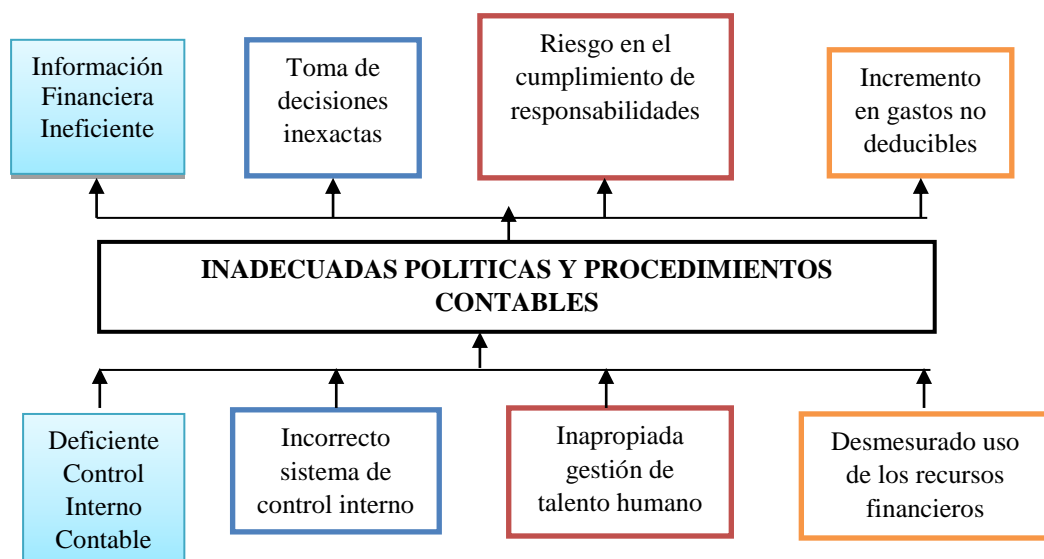 Información
Financiera
Ineficiente
Toma de
decisiones
inexactas
Riesgo en el
cumplimiento de
responsabilidades
Incremento
en gastos no
deducibles
INADECUADAS POLITICAS Y PROCEDIMIENTOS
CONTABLES
Deficiente
Control
Interno
Contable
Incorrecto
sistema de
control interno
Inapropiada
gestión de
talento humano
Desmesurado uso
de los recursos
financieros